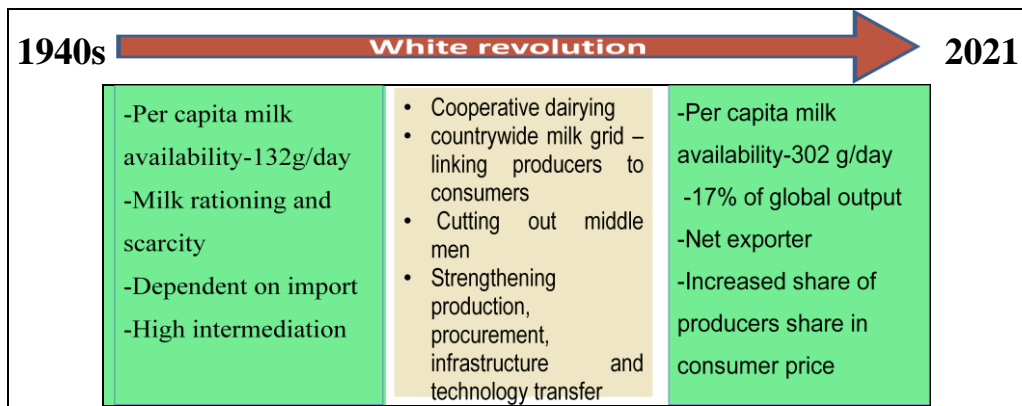 1940s
White revolution
2021
-Per capita milk
availability-132g/day
-Milk rationing and
scarcity
-Dependent on import
-High intermediation
• Cooperative dairying
• countrywide milk grid –
linking producers to
consumers
• Cutting out middle
men
• Strengthening
production,
procurement,
infrastructure and
technology transfer
-Per capita milk
availability-302 g/day
-17% of global output
-Net exporter
-Increased share of
producers share in
consumer price